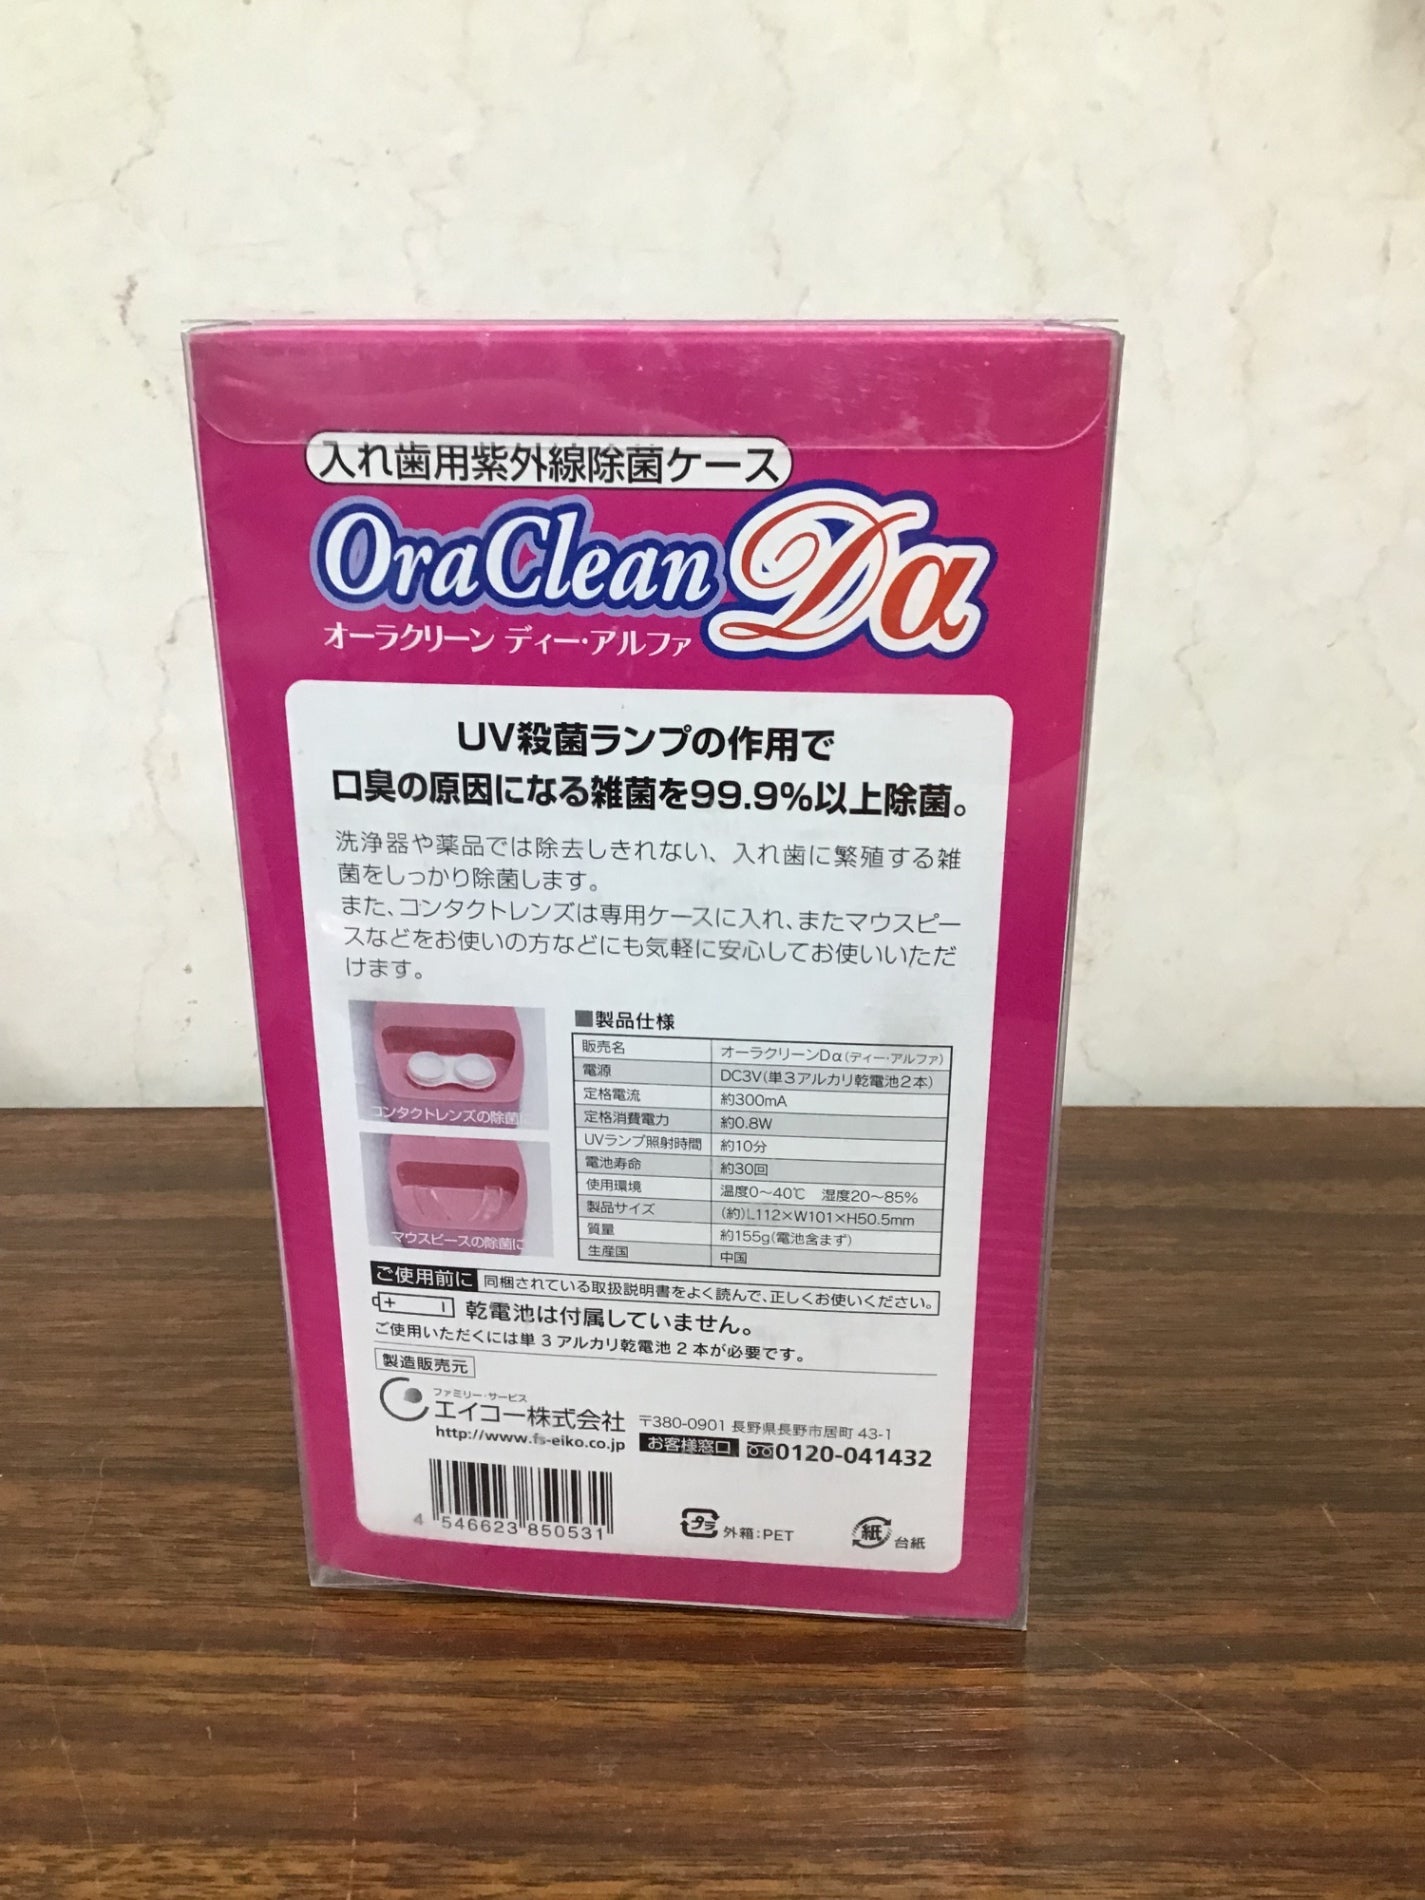 入れ歯用紫外線除菌ケース
OraClean Dα
オーラクリーン ディー・アルファ
UV殺菌ランプの作用で
口臭の原因になる雑菌を99.9%以上除菌。
洗浄器や薬品では除去しきれない、入れ歯に繁殖する雑
菌をしっかり除菌します。
また、コンタクトレンズは専用ケースに入れ、またマウスピー
スなどをお使いの方などにも気軽に安心してお使いいただ
けます。
コンタクトレンズの除菌に
マウスピースの除菌に
■製品仕様
販売名 オーラクリーンDα(ディー・アルファ)
電源 DC3V(単3アルカリ乾電池2本)
定格電流 約300mA
定格消費電力 約0.8W
UVランプ照射時間 約10分
電池寿命 約30回
使用環境 温度0〜40℃ 湿度20〜85%
製品サイズ (約)L112×W101×H50.5mm
質量 約155g(電池含まず)
生産国 中国
ご使用前に 同梱されている取扱説明書をよく読んで、正しくお使いください。
乾電池は付属していません。
ご使用いただくには単3アルカリ乾電池2本が必要です。
製造販売元
ファミリー・サービス
エイコー株式会社 〒380-0901 長野県長野市居町 43-1
http://www.fs-eiko.co.jp お客様窓口 0120-041432
4 546623 850531
プラ 外箱:PET
紙 台紙